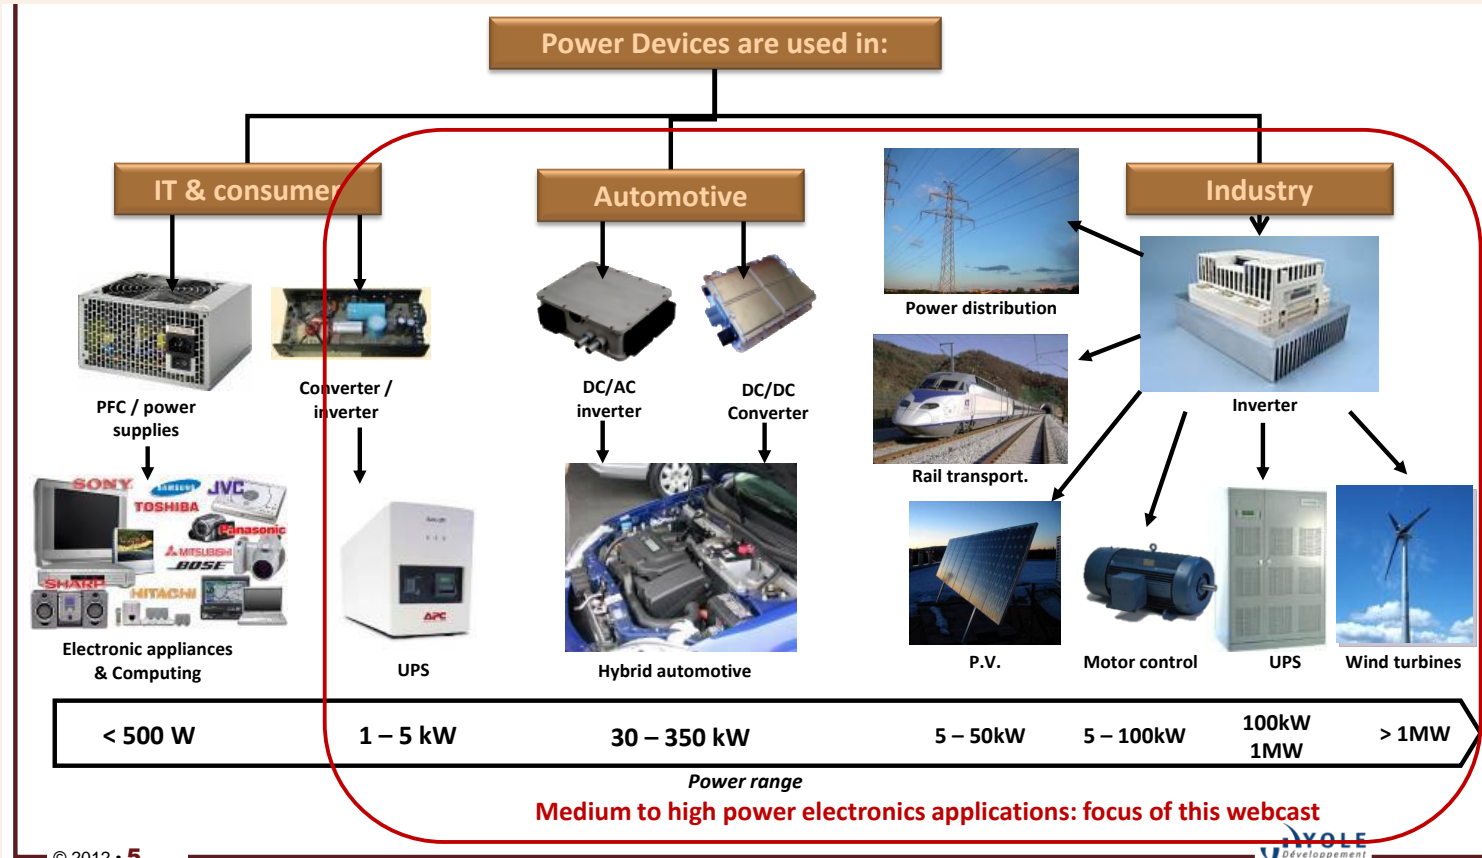 Power Devices are used in:
IT & consumer
Automotive
Industry
PFC / power
supplies
Converter /
inverter
DC/AC
inverter
DC/DC
Converter
Power distribution
Rail transport.
Inverter
SONY
SAMSUNG
JVC
TOSHIBA
Panasonic
MITSUBISHI
BOSE
SHARP
HITACHI
Electronic appliances
& Computing
APC
UPS
Hybrid automotive
P.V.
Motor control
UPS
Wind turbines
< 500 W
1 – 5 kW
30 – 350 kW
5 – 50kW
5 – 100kW
100kW
1MW
> 1MW
Power range
Medium to high power electronics applications: focus of this webcast
© 2012 • 5
YOLE
Développement